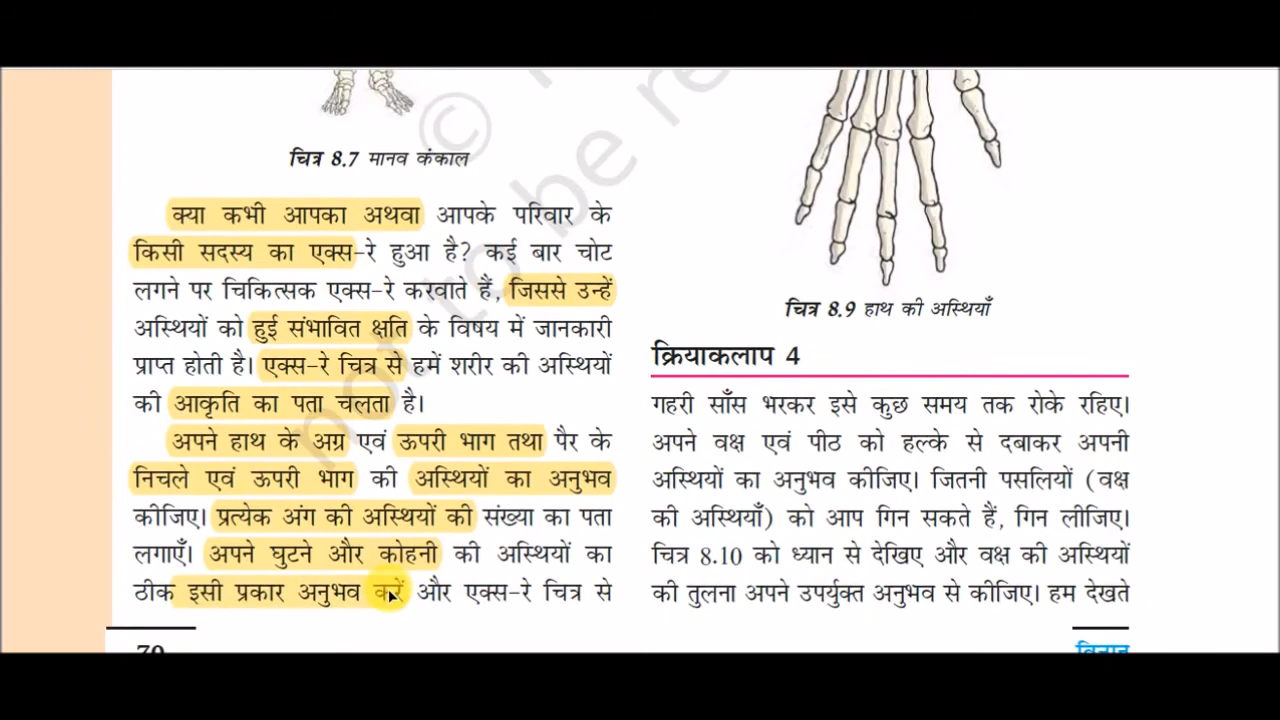 चित्र 8.7 मानव कंकाल
क्या कभी आपका अथवा आपके परिवार के
किसी सदस्य का एक्स-रे हुआ है? कई बार चोट
लगने पर चिकित्सक एक्स-रे करवाते हैं, जिससे उन्हें
अस्थियों को हुई संभावित क्षति के विषय में जानकारी
प्राप्त होती है। एक्स-रे चित्र से हमें शरीर की अस्थियों
की आकृति का पता चलता है।
अपने हाथ के अग्र एवं ऊपरी भाग तथा पैर के
निचले एवं ऊपरी भाग की अस्थियों का अनुभव
कीजिए। प्रत्येक अंग की अस्थियों की संख्या का पता
लगाएँ। अपने घुटने और कोहनी की अस्थियों का
ठीक इसी प्रकार अनुभव करें और एक्स-रे चित्र से
70
चित्र 8.9 हाथ की अस्थियाँ
क्रियाकलाप 4
गहरी साँस भरकर इसे कुछ समय तक रोके रहिए।
अपने वक्ष एवं पीठ को हल्के से दबाकर अपनी
अस्थियों का अनुभव कीजिए। जितनी पसलियों (वक्ष
की अस्थियाँ) को आप गिन सकते हैं, गिन लीजिए।
चित्र 8.10 को ध्यान से देखिए और वक्ष की अस्थियों
की तुलना अपने उपर्युक्त अनुभव से कीजिए। हम देखते
विज्ञान
© 
not to be re